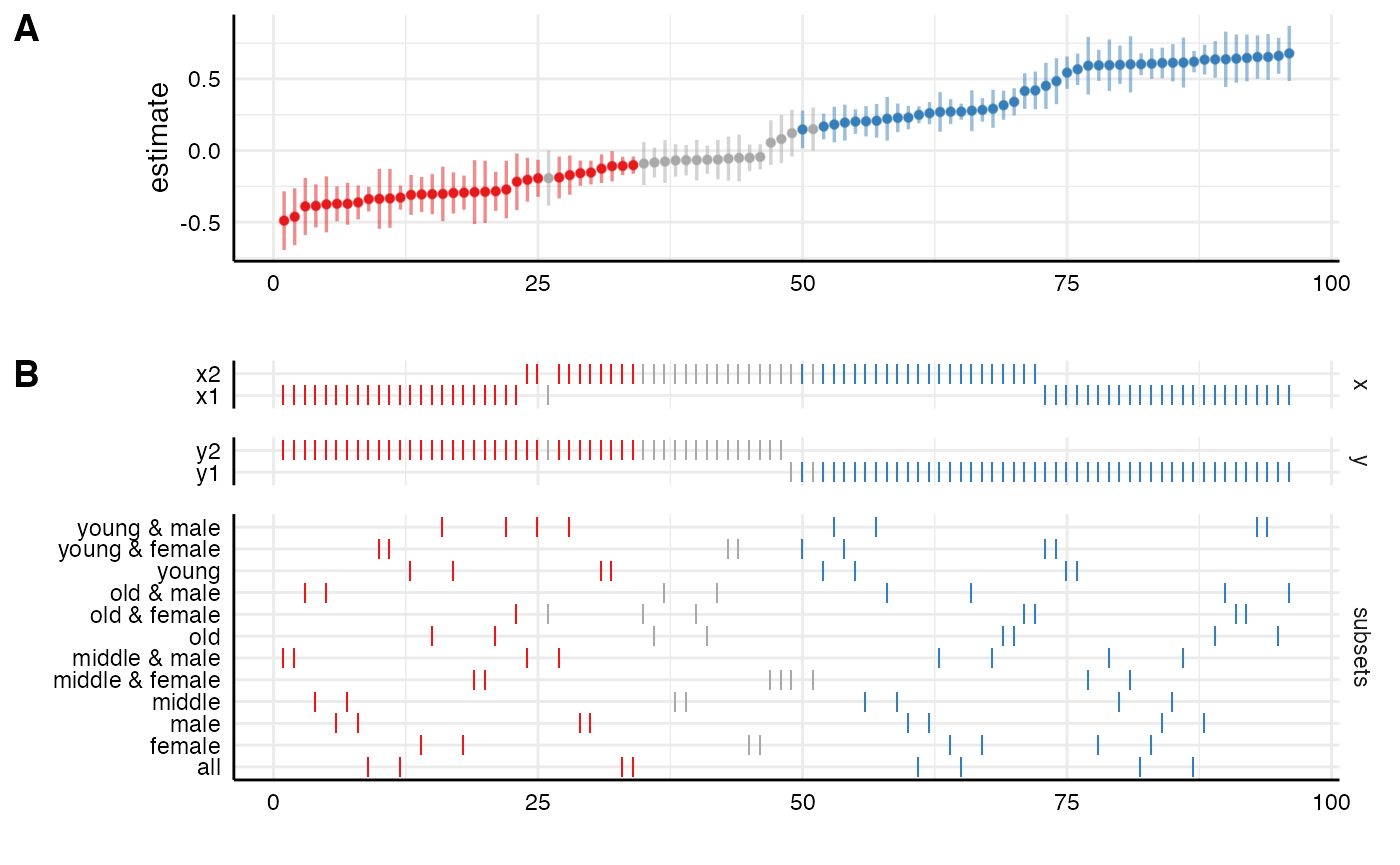 A
estimate
0.5
0.0
-0.5
0 25 50 75 100
B
x2
x1
x
y2
y1
y
young & male
young & female
young
old & male
old & female
old
middle & male
middle & female
middle
male
female
all
subsets
0 25 50 75 100